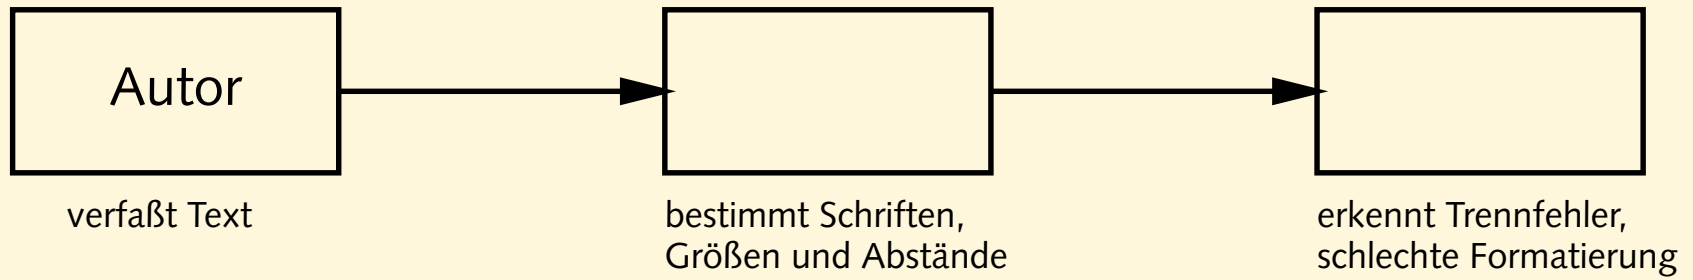 Autor
verfaßt Text
bestimmt Schriften,
Größen und Abstände
erkennt Trennfehler,
schlechte Formatierung